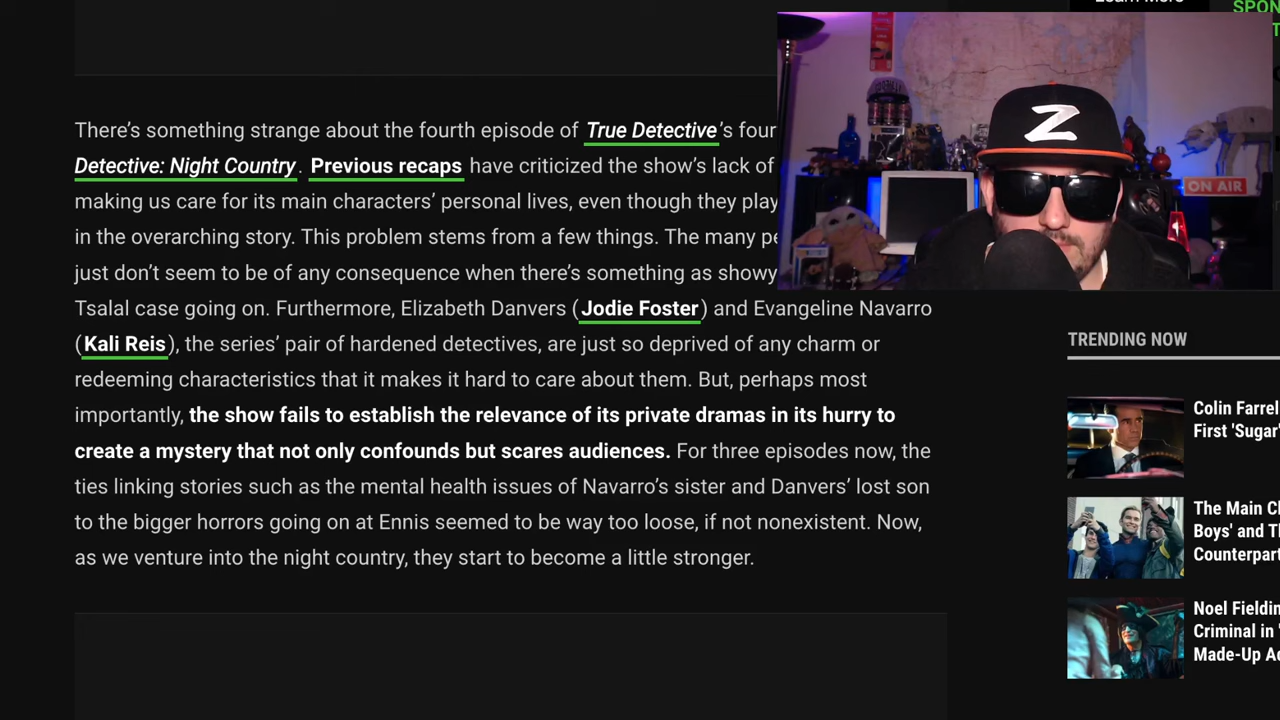 Learn More
SPON
There's something strange about the fourth episode of True Detective's four
Detective: Night Country. Previous recaps have criticized the show's lack of
making us care for its main characters' personal lives, even though they play
in the overarching story. This problem stems from a few things. The many pe
just don't seem to be of any consequence when there's something as showy
Tsalal case going on. Furthermore, Elizabeth Danvers (Jodie Foster) and Evangeline Navarro
(Kali Reis), the series' pair of hardened detectives, are just so deprived of any charm or
redeeming characteristics that it makes it hard to care about them. But, perhaps most
importantly, the show fails to establish the relevance of its private dramas in its hurry to
create a mystery that not only confounds but scares audiences. For three episodes now, the
ties linking stories such as the mental health issues of Navarro's sister and Danvers' lost son
to the bigger horrors going on at Ennis seemed to be way too loose, if not nonexistent. Now,
as we venture into the night country, they start to become a little stronger.
Z
ON AIR
TRENDING NOW
Colin Farrel
First 'Sugar'
The Main Cl
Boys' and Tl
Counterpart
Noel Fieldin
Criminal in '
Made-Up Ad